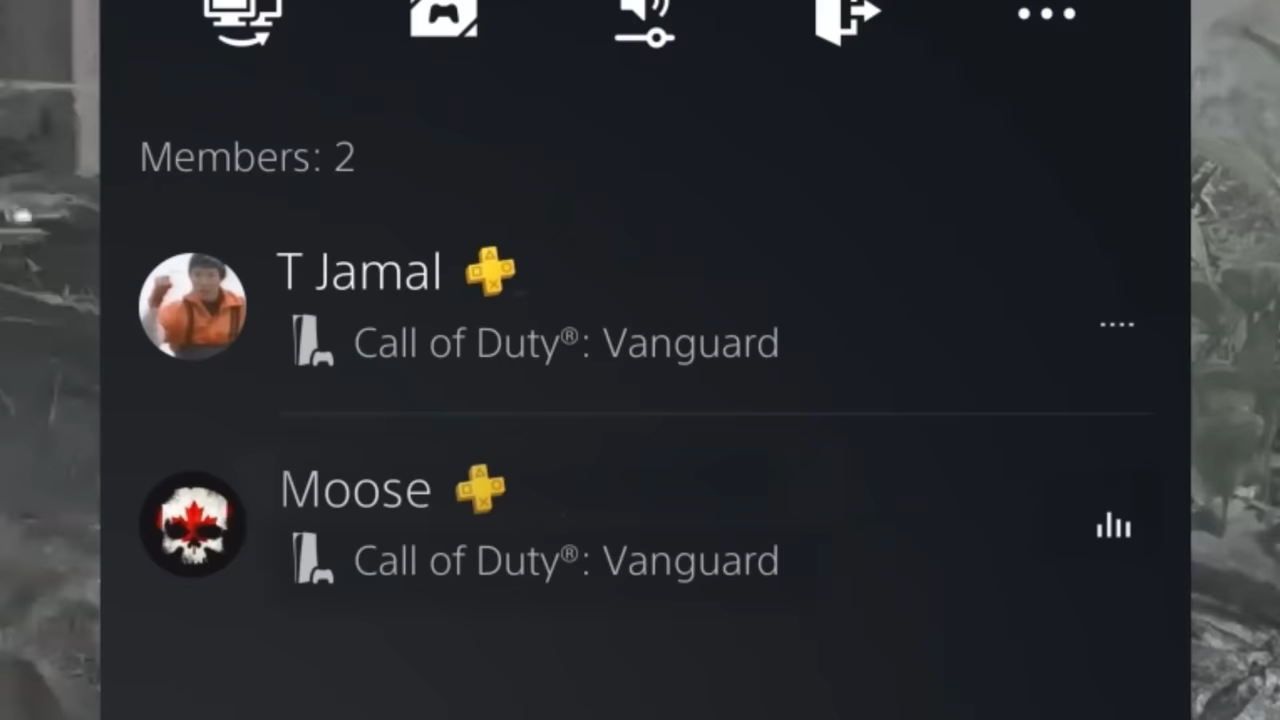 Members: 2
T Jamal
Call of Duty®: Vanguard
Moose
Call of Duty®: Vanguard